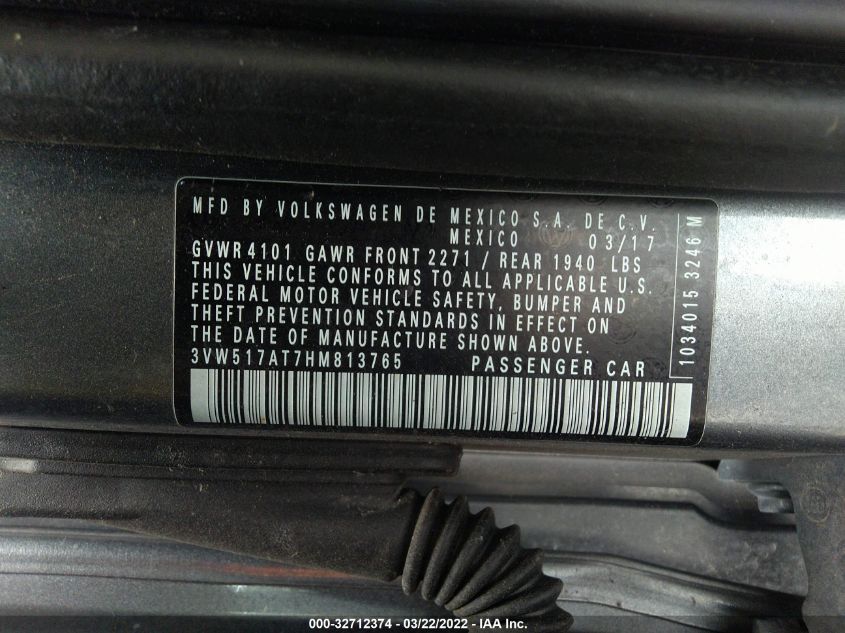 MFD BY VOLKSWAGEN DE MEXICO S.A. DE C.V.
MEXICO 03/17
GVWR 4101 GAWR FRONT 2271 / REAR 1940 LBS
THIS VEHICLE CONFORMS TO ALL APPLICABLE U.S.
FEDERAL MOTOR VEHICLE SAFETY, BUMPER AND
THEFT PREVENTION STANDARDS IN EFFECT ON
THE DATE OF MANUFACTURE SHOWN ABOVE.
3VW517AT7HM813765 PASSENGER CAR
1034015 3246 M
000-32712374 - 03/22/2022 - IAA Inc.